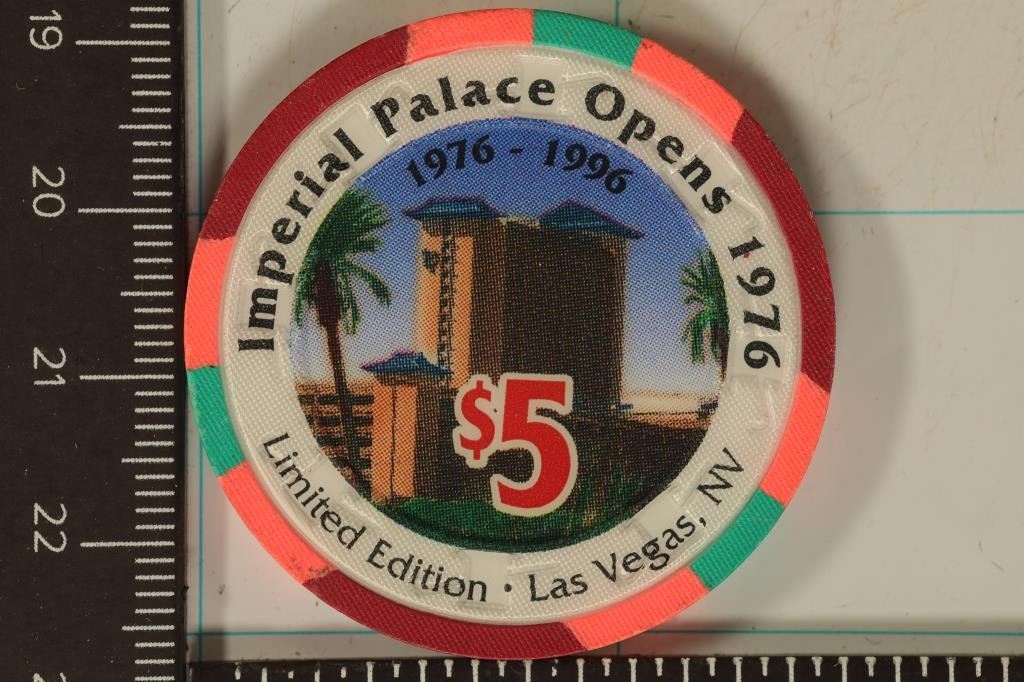 Imperial Palace Opens 1976
1976 - 1996
$5
Limited Edition • Las Vegas, NV
19
20
21
22